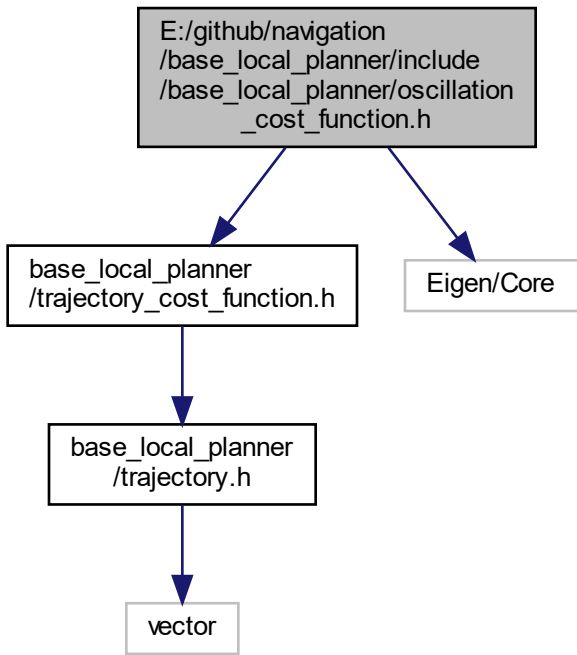 E:/github/navigation
/base_local_planner/include
/base_local_planner/oscillation
_cost_function.h
base_local_planner
/trajectory_cost_function.h
Eigen/Core
base_local_planner
/trajectory.h
vector